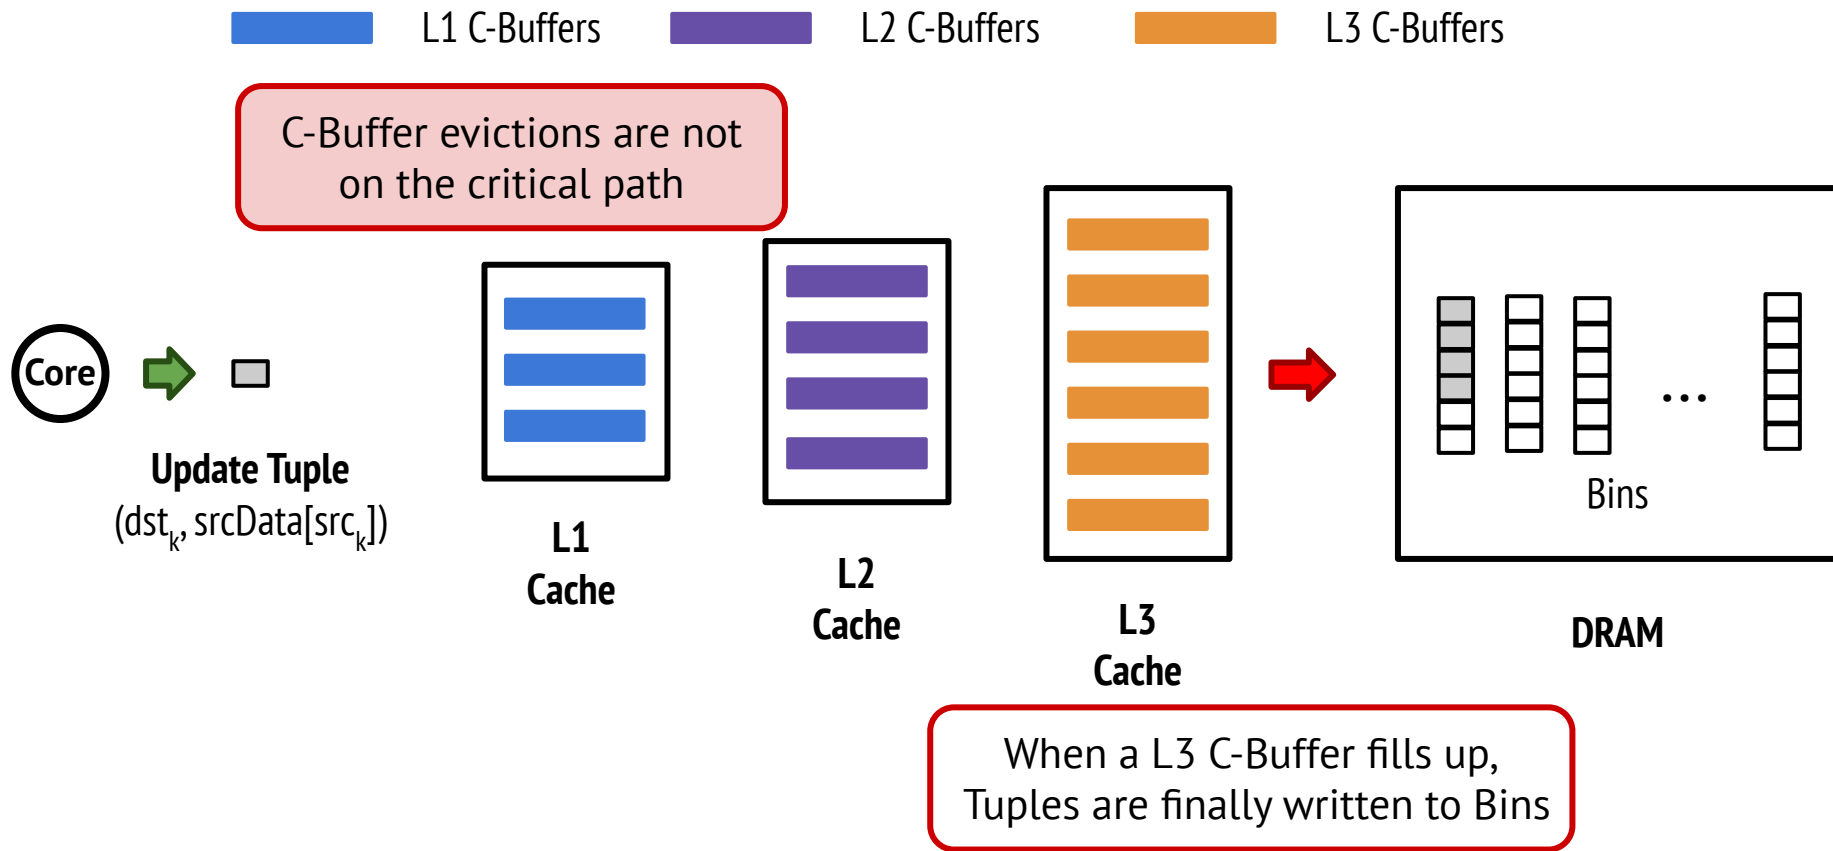 L1 C-Buffers
L2 C-Buffers
L3 C-Buffers
C-Buffer evictions are not
on the critical path
Core
Update Tuple
(dstk, srcData[srck])
L1
Cache
L2
Cache
L3
Cache
...
Bins
DRAM
When a L3 C-Buffer fills up,
Tuples are finally written to Bins